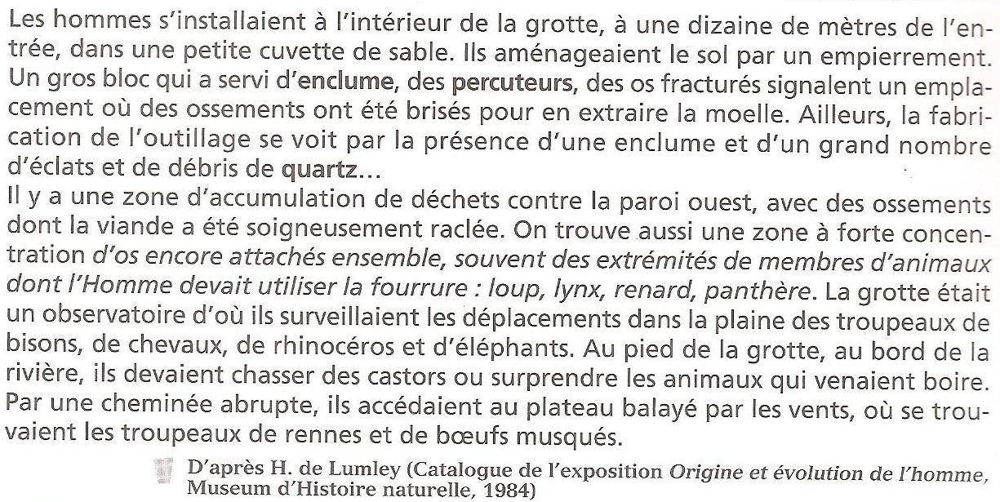 Les hommes s'installaient à l'intérieur de la grotte, à une dizaine de mètres de l'en-
trée, dans une petite cuvette de sable. Ils aménageaient le sol par un empierrement.
Un gros bloc qui a servi d'enclume, des percuteurs, des os fracturés signalent un empla-
cement où des ossements ont été brisés pour en extraire la moelle. Ailleurs, la fabri-
cation de l'outillage se voit par la présence d'une enclume et d'un grand nombre
d'éclats et de débris de quartz...
Il y a une zone d'accumulation de déchets contre la paroi ouest, avec des ossements
dont la viande a été soigneusement raclée. On trouve aussi une zone à forte concen-
tration d'os encore attachés ensemble, souvent des extrémités de membres d'animaux
dont l'Homme devait utiliser la fourrure : loup, lynx, renard, panthère. La grotte était
un observatoire d'où ils surveillaient les déplacements dans la plaine des troupeaux de
bisons, de chevaux, de rhinocéros et d'éléphants. Au pied de la grotte, au bord de la
rivière, ils devaient chasser des castors ou surprendre les animaux qui venaient boire.
Par une cheminée abrupte, ils accédaient au plateau balayé par les vents, où se trou-
vaient les troupeaux de rennes et de bœufs musqués.
D'après H. de Lumley (Catalogue de l'exposition Origine et évolution de l'homme,
Museum d'Histoire naturelle, 1984)